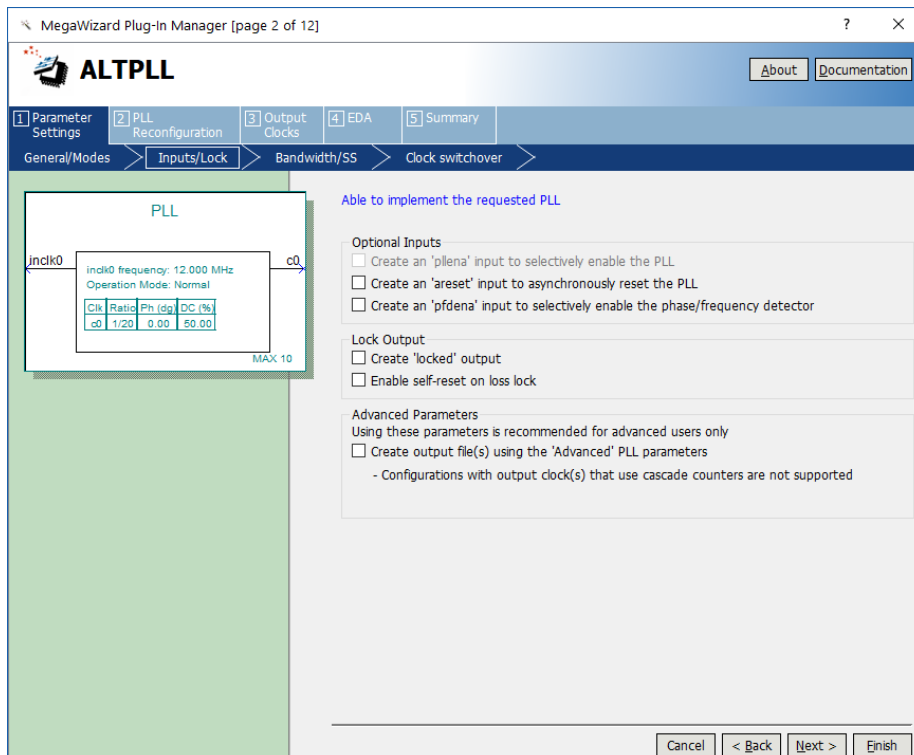 MegaWizard Plug-In Manager [page 2 of 12]
?
ALTPLL
About
Documentation
1 Parameter Settings
2 PLL Reconfiguration
3 Output Clocks
4 EDA
5 Summary
General/Modes
Inputs/Lock
Bandwidth/SS
Clock switchover
PLL
inclk0
c0
inclk0 frequency: 12.000 MHz
Operation Mode: Normal
Clk Ratio Ph (dg) DC (%)
c0 1/20 0.00 50.00
MAX 10
Able to implement the requested PLL
Optional Inputs
Create an 'pllena' input to selectively enable the PLL
Create an 'areset' input to asynchronously reset the PLL
Create an 'pfdena' input to selectively enable the phase/frequency detector
Lock Output
Create 'locked' output
Enable self-reset on loss lock
Advanced Parameters
Using these parameters is recommended for advanced users only
Create output file(s) using the 'Advanced' PLL parameters
- Configurations with output clock(s) that use cascade counters are not supported
Cancel
< Back
Next >
Finish